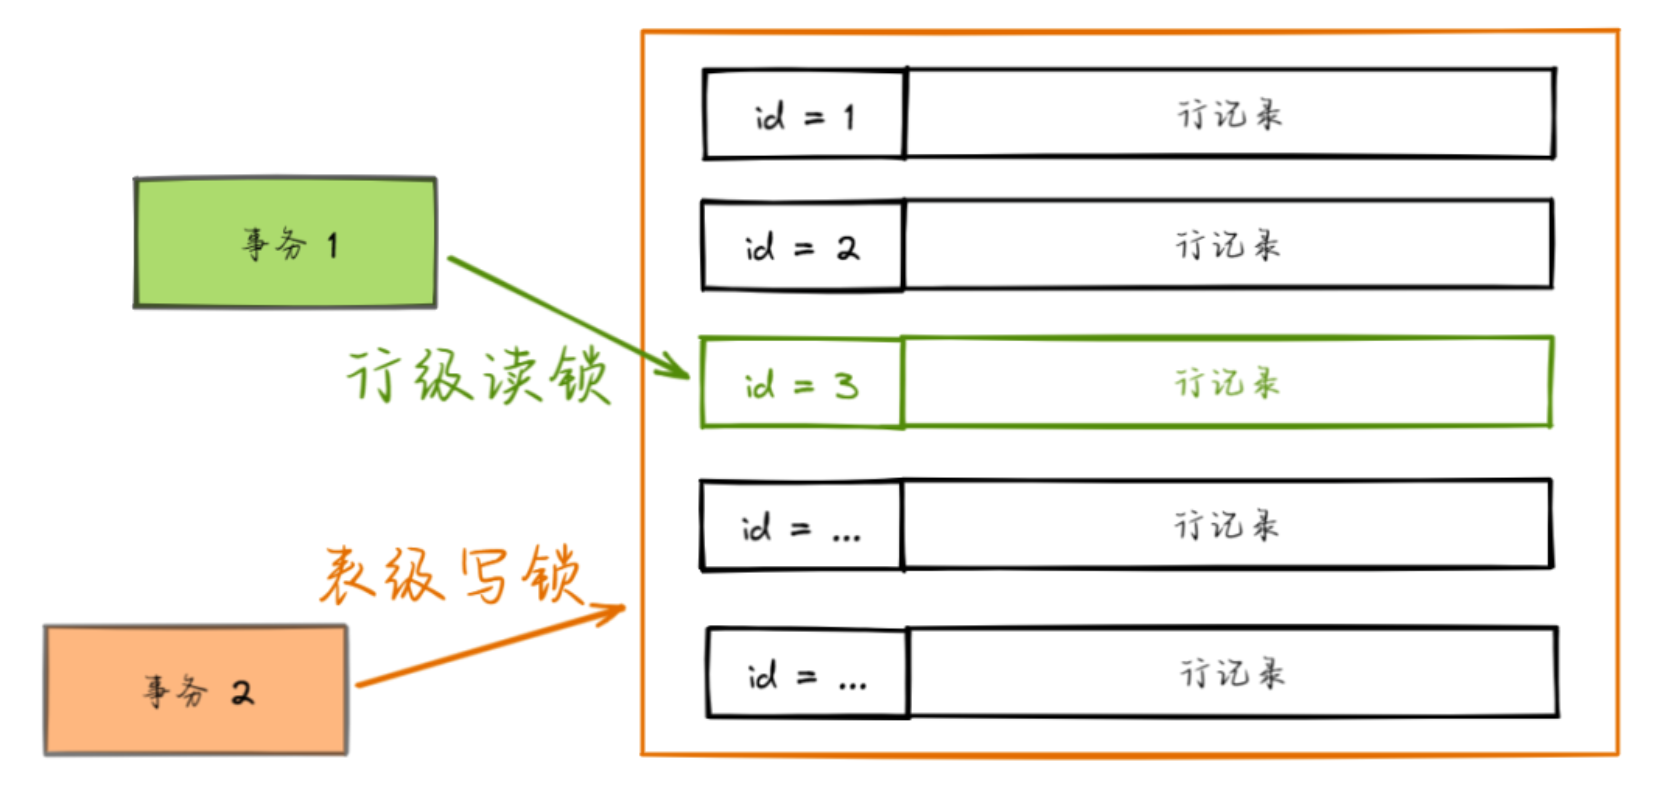 id = 1 行记录
id = 2 行记录
事务 1
行级读锁
id = 3 行记录
id = ... 行记录
表级写锁
id = ... 行记录
事务 2